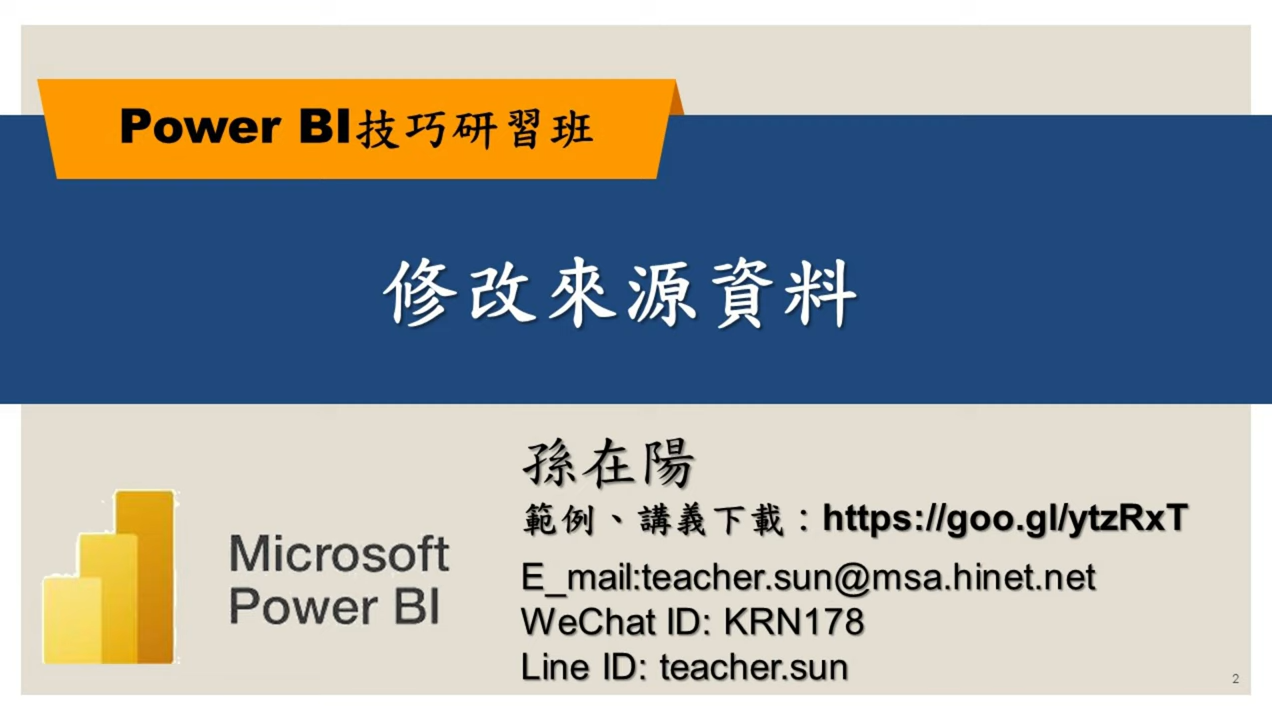 Power BI技巧研習班
修改來源資料
孫在陽
範例、講義下載：https://goo.gl/ytzRxT
Microsoft
Power BI
E_mail:teacher.sun@msa.hinet.net
WeChat ID: KRN178
Line ID: teacher.sun
2